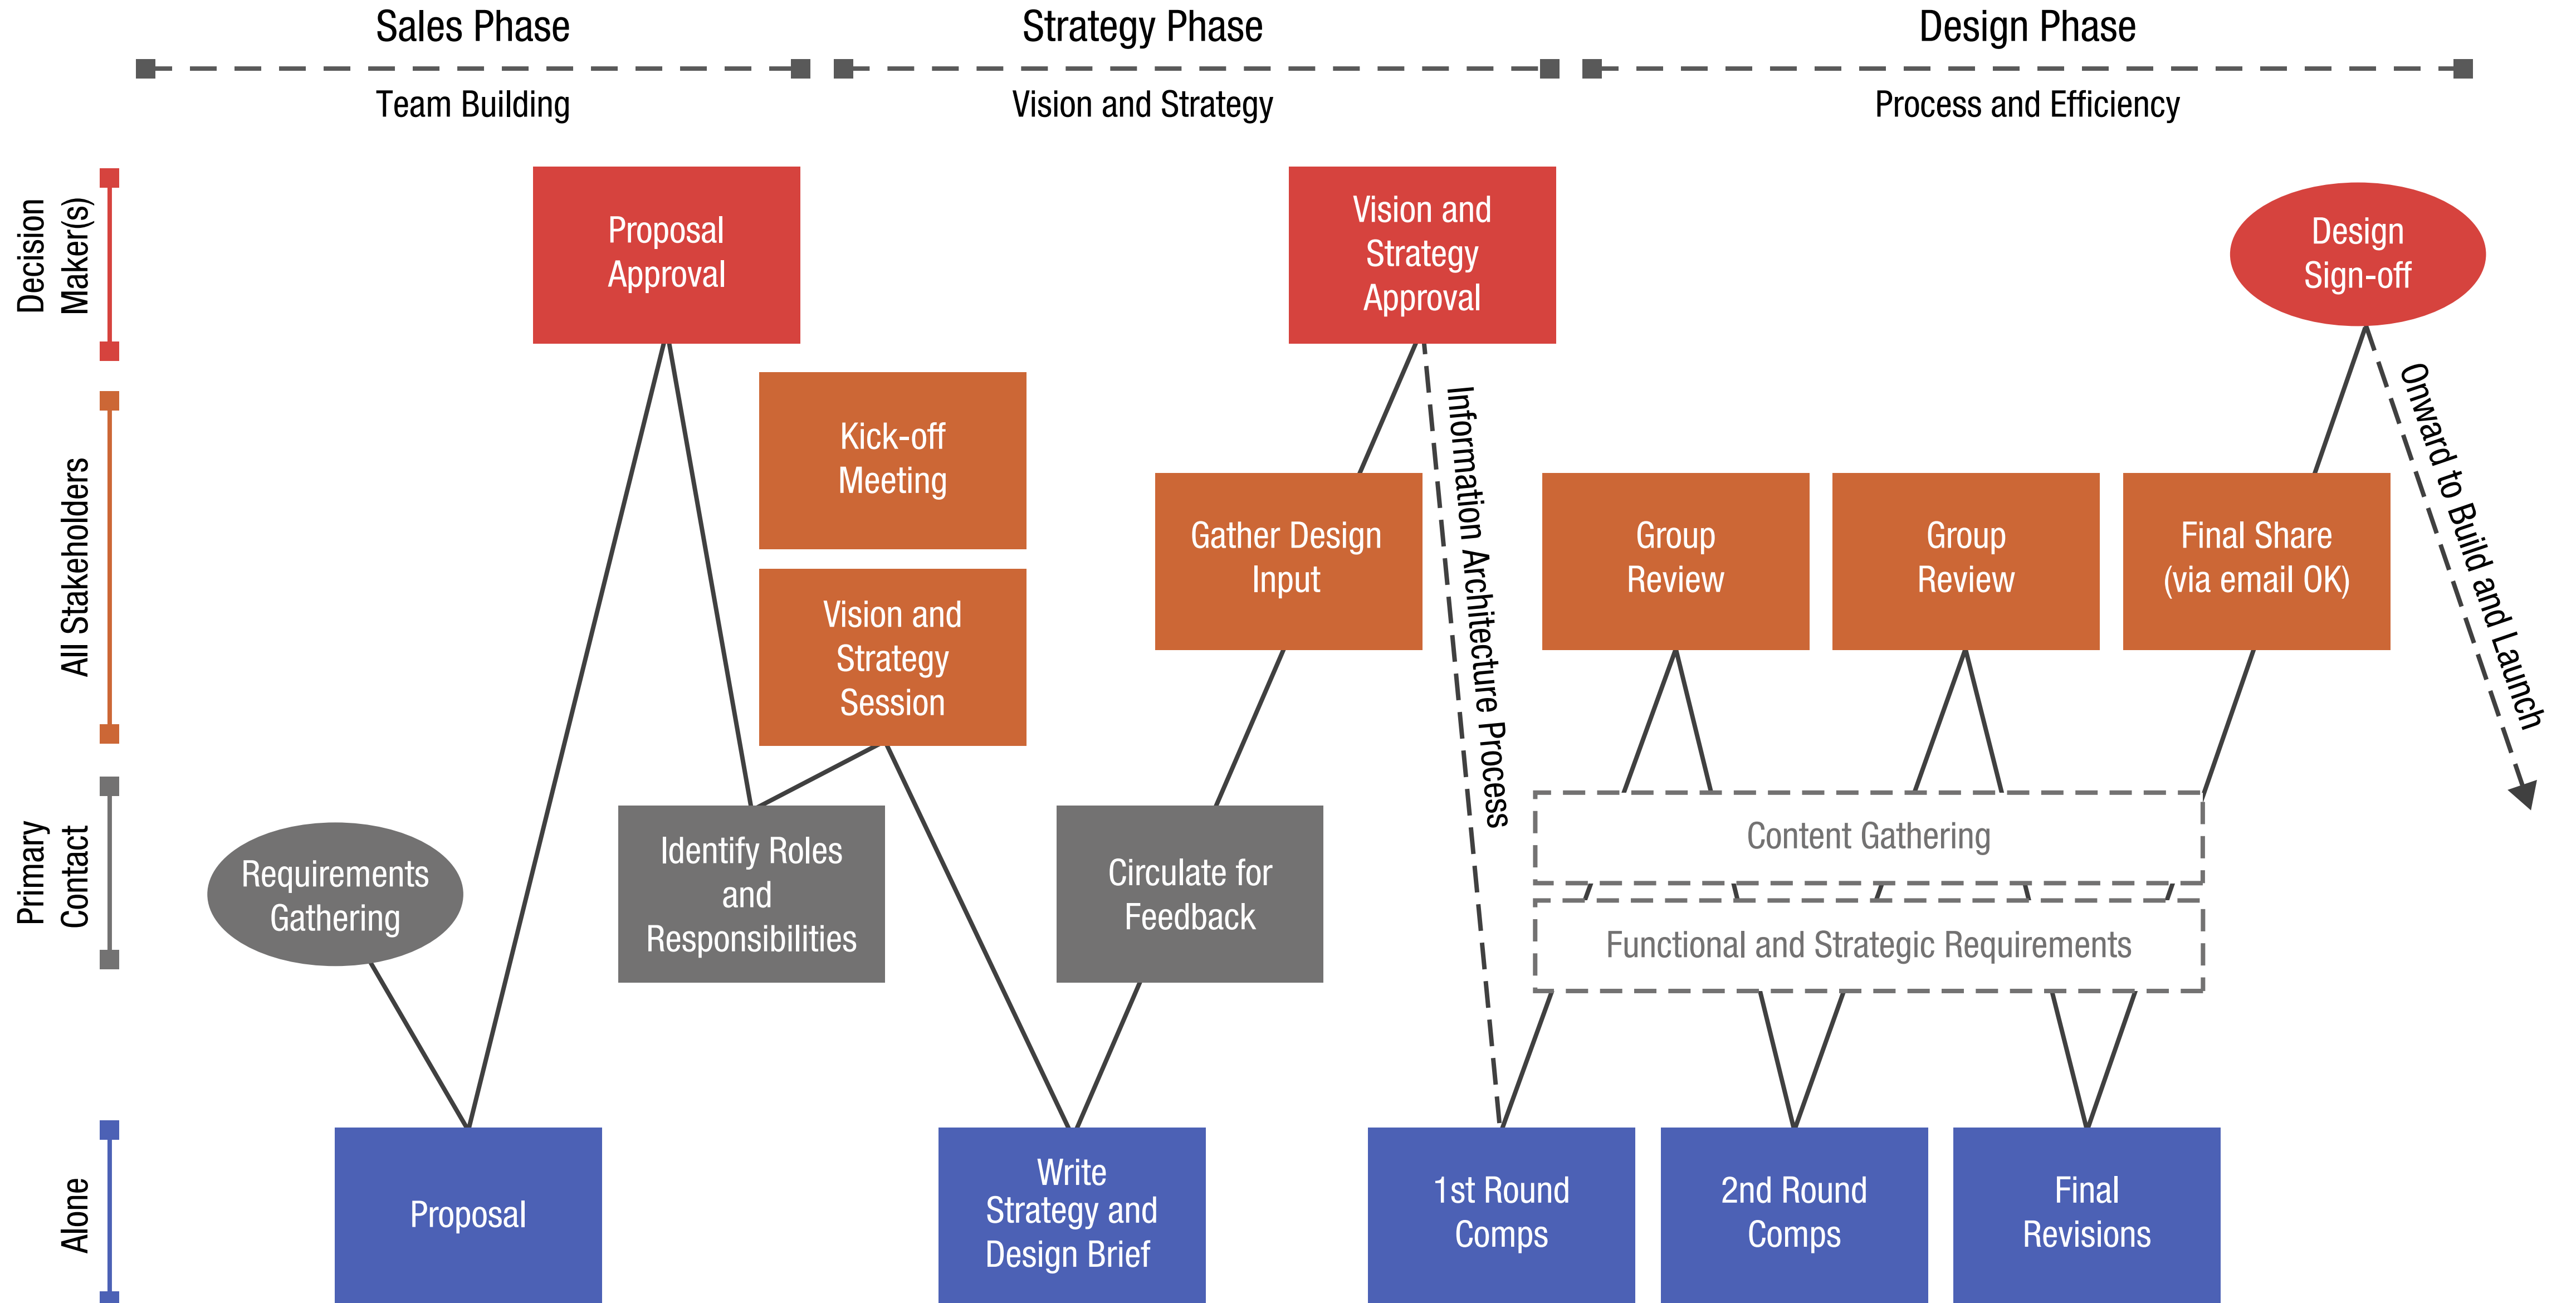 Sales Phase
Strategy Phase
Design Phase
Team Building
Vision and Strategy
Process and Efficiency
Decision
Maker(s)
Proposal
Approval
Vision and
Strategy
Approval
Design
Sign-off
All Stakeholders
Kick-off
Meeting
Vision and
Strategy
Session
Gather Design
Input
Information Architecture Process
Group
Review
Group
Review
Final Share
(via email OK)
Onward to Build and Launch
Primary
Contact
Requirements
Gathering
Identify Roles
and
Responsibilities
Circulate for
Feedback
Content Gathering
Functional and Strategic Requirements
Alone
Proposal
Write
Strategy and
Design Brief
1st Round
Comps
2nd Round
Comps
Final
Revisions